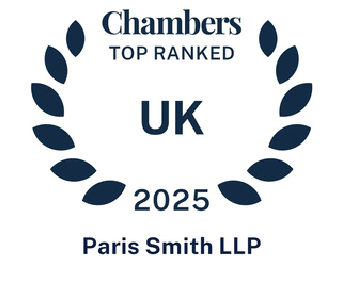 Chambers
TOP RANKED
UK
2025
Paris Smith LLP